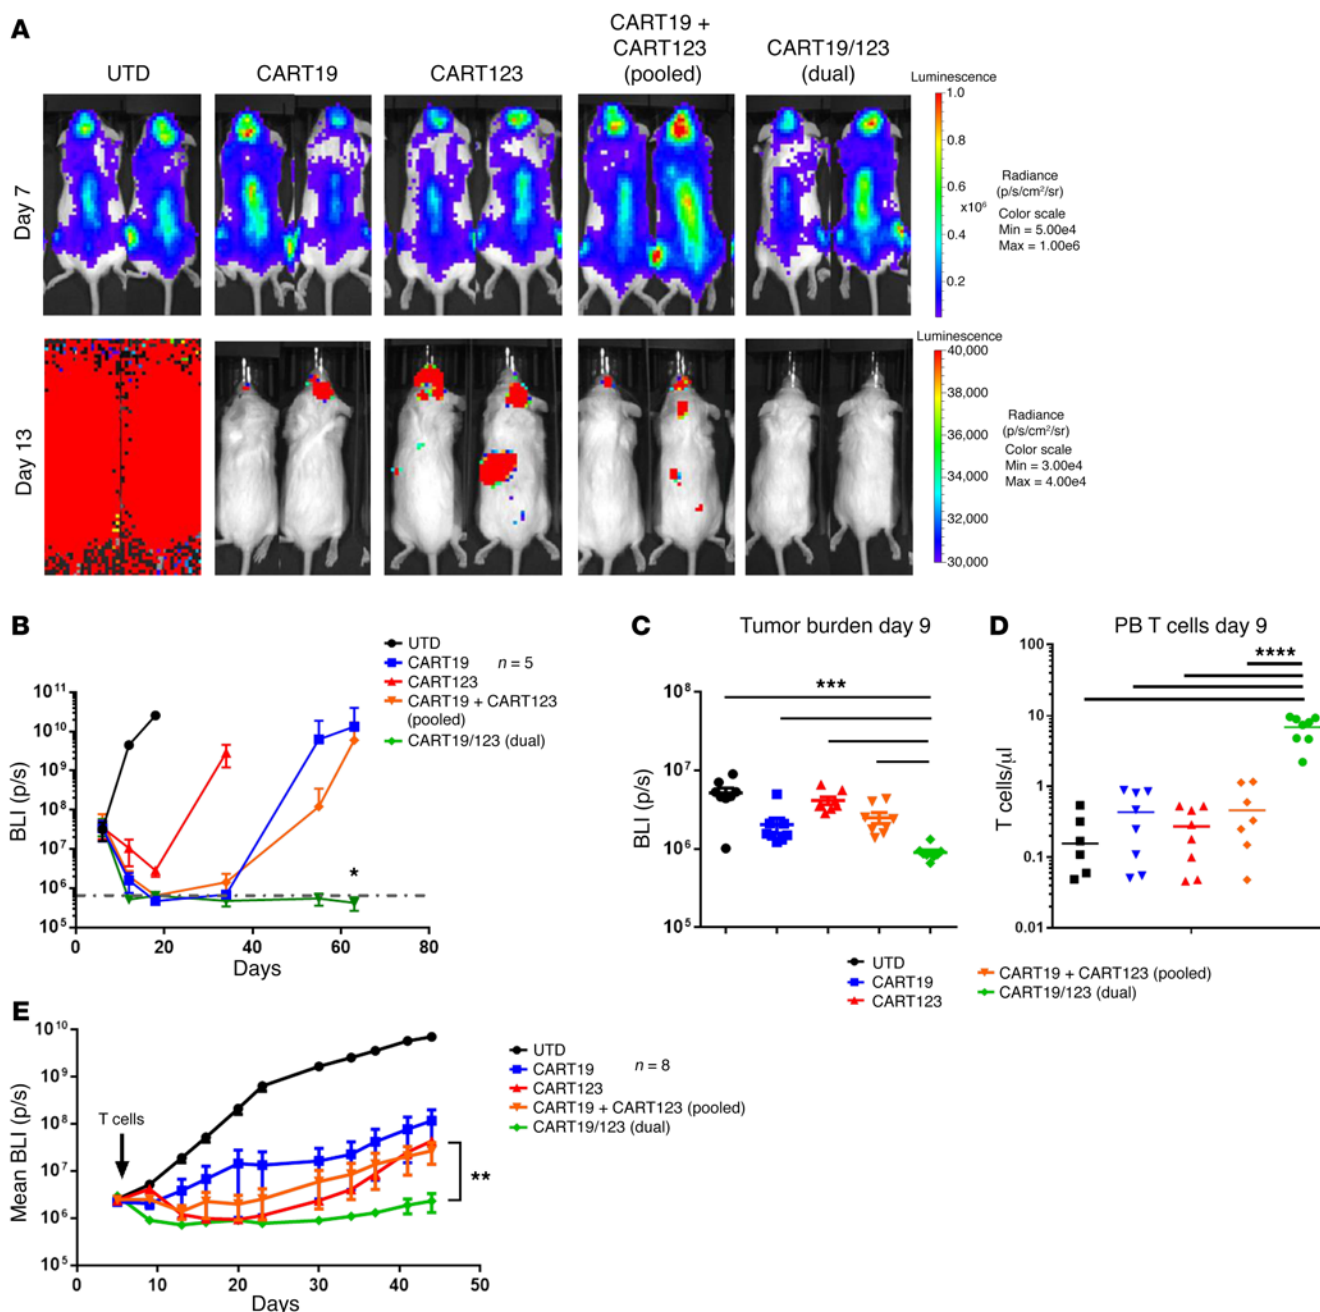 A
UTD
CART19
CART123
CART19 +
CART123
(pooled)
CART19/123
(dual)
Day 7
Luminescence
1.0
0.8
0.6
x10⁶
0.4
0.2
Radiance
(p/s/cm²/sr)
Color scale
Min = 5.00e4
Max = 1.00e6
Day 13
Luminescence
40,000
38,000
36,000
34,000
32,000
30,000
Radiance
(p/s/cm²/sr)
Color scale
Min = 3.00e4
Max = 4.00e4
B
UTD
CART19 n = 5
CART123
CART19 + CART123
(pooled)
CART19/123 (dual)
BLI (p/s)
10¹¹
10¹⁰
10⁹
10⁸
10⁷
10⁶
10⁵
*
0 20 40 60 80
Days
C
Tumor burden day 9
***
BLI (p/s)
10⁸
10⁷
10⁶
10⁵
D
PB T cells day 9
****
T cells/µl
100
10
1
0.1
0.01
UTD
CART19
CART123
CART19 + CART123 (pooled)
CART19/123 (dual)
E
Mean BLI (p/s)
10¹⁰
10⁹
10⁸
10⁷
10⁶
10⁵
T cells
**
0 10 20 30 40 50
Days
UTD
CART19 n = 8
CART123
CART19 + CART123 (pooled)
CART19/123 (dual)